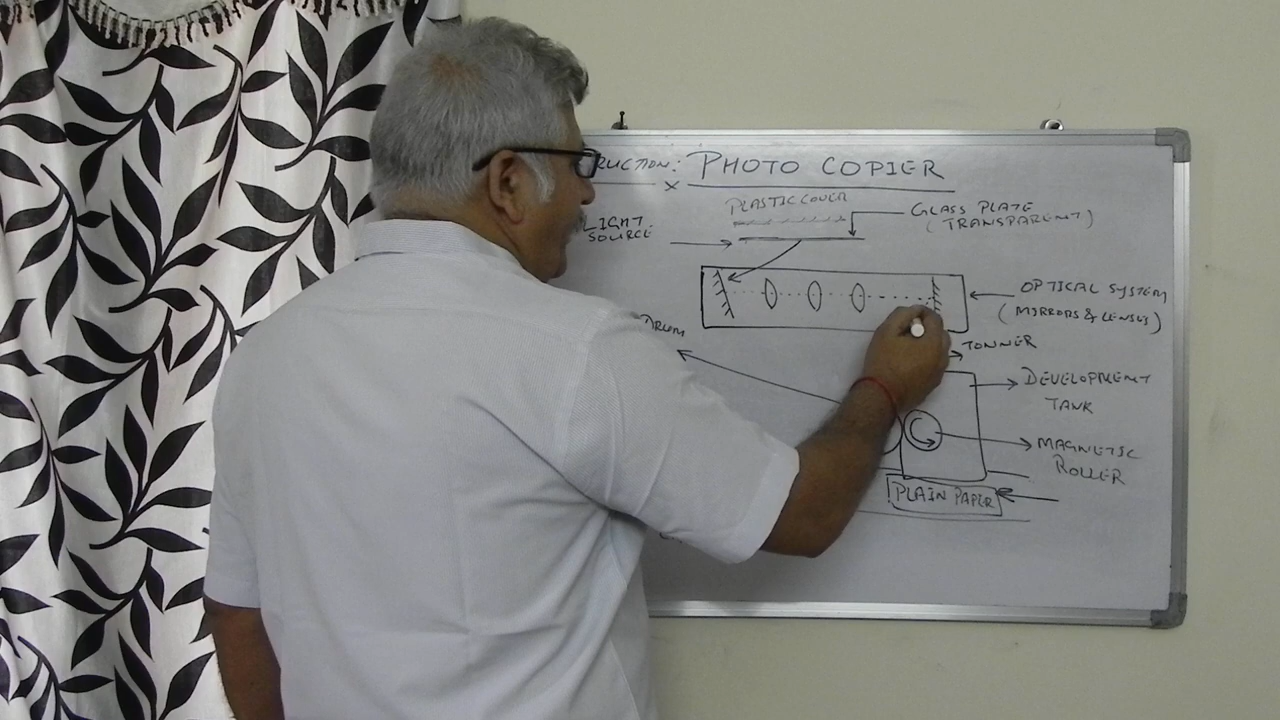 RUCTION: PHOTO COPIER
X
PLASTIC COVER
GLASS PLATE
(TRANSPARENT)
LIGHT
SOURCE
OPTICAL SYSTEM
(MIRRORS & LENSES)
DRUM
TONNER
DEVELOPMENT
TANK
MAGNETIC
ROLLER
PLAIN PAPER